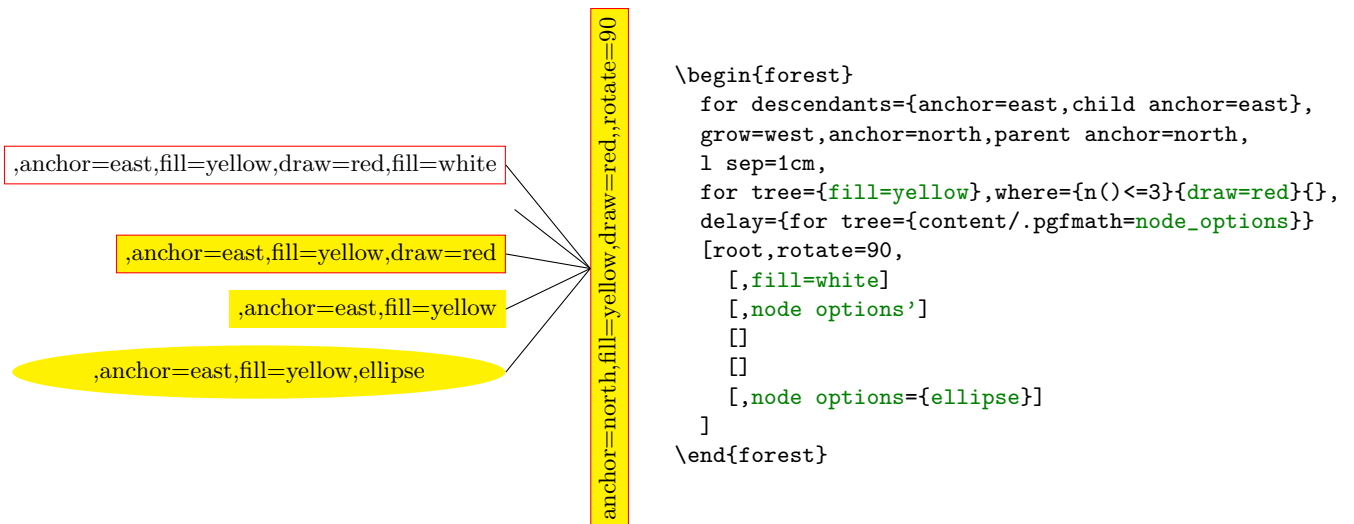 ,anchor=east,fill=yellow,draw=red,fill=white
,anchor=east,fill=yellow,draw=red
,anchor=east,fill=yellow
,anchor=east,fill=yellow,ellipse
anchor=north,fill=yellow,draw=red,,rotate=90
\begin{forest}
  for descendants={anchor=east,child anchor=east},
  grow=west,anchor=north,parent anchor=north,
  l sep=1cm,
  for tree={fill=yellow},where={n()<=3}{draw=red}{},
  delay={for tree={content/.pgfmath=node_options}}
  [root,rotate=90,
    [,fill=white]
    [,node options']
    []
    []
    [,node options={ellipse}]
  ]
\end{forest}